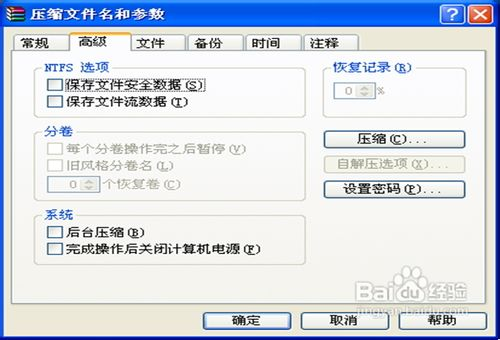 压缩文件名和参数
常规 高级 文件 备份 时间 注释
NTFS 选项
保存文件安全数据(S)
保存文件流数据(T)
恢复记录(R)
0 %
分卷
每个分卷操作完之后暂停(V)
旧风格分卷名(L)
0 个恢复卷(C)
压缩(C)...
自解压选项(X)...
设置密码(P)...
系统
后台压缩(B)
完成操作后关闭计算机电源(F)
Baidu经验
jingyan.baidu.com
确定 取消 帮助